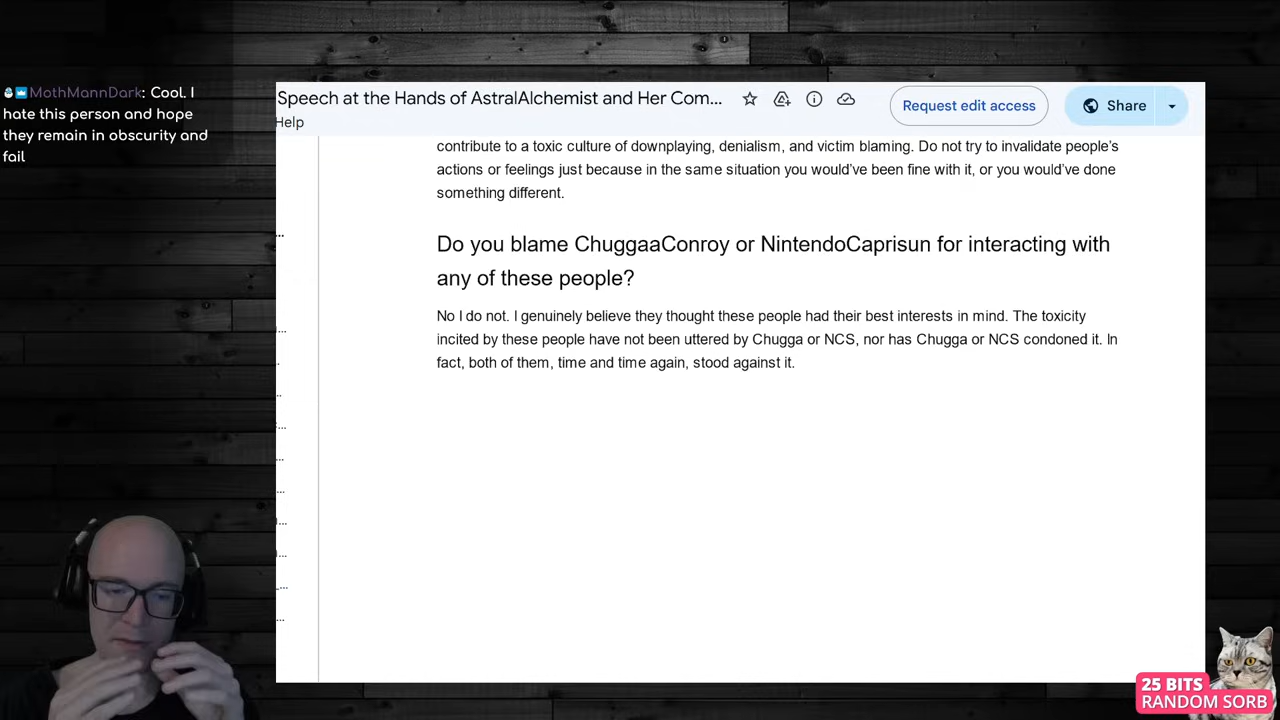 MothMannDark: Cool. I
hate this person and hope
they remain in obscurity and
fail
Speech at the Hands of AstralAlchemist and Her Com...
Help
Request edit access
Share
contribute to a toxic culture of downplaying, denialism, and victim blaming. Do not try to invalidate people's
actions or feelings just because in the same situation you would've been fine with it, or you would've done
something different.
Do you blame ChuggaaConroy or NintendoCaprisun for interacting with
any of these people?
No I do not. I genuinely believe they thought these people had their best interests in mind. The toxicity
incited by these people have not been uttered by Chugga or NCS, nor has Chugga or NCS condoned it. In
fact, both of them, time and time again, stood against it.
25 BITS
RANDOM SORB